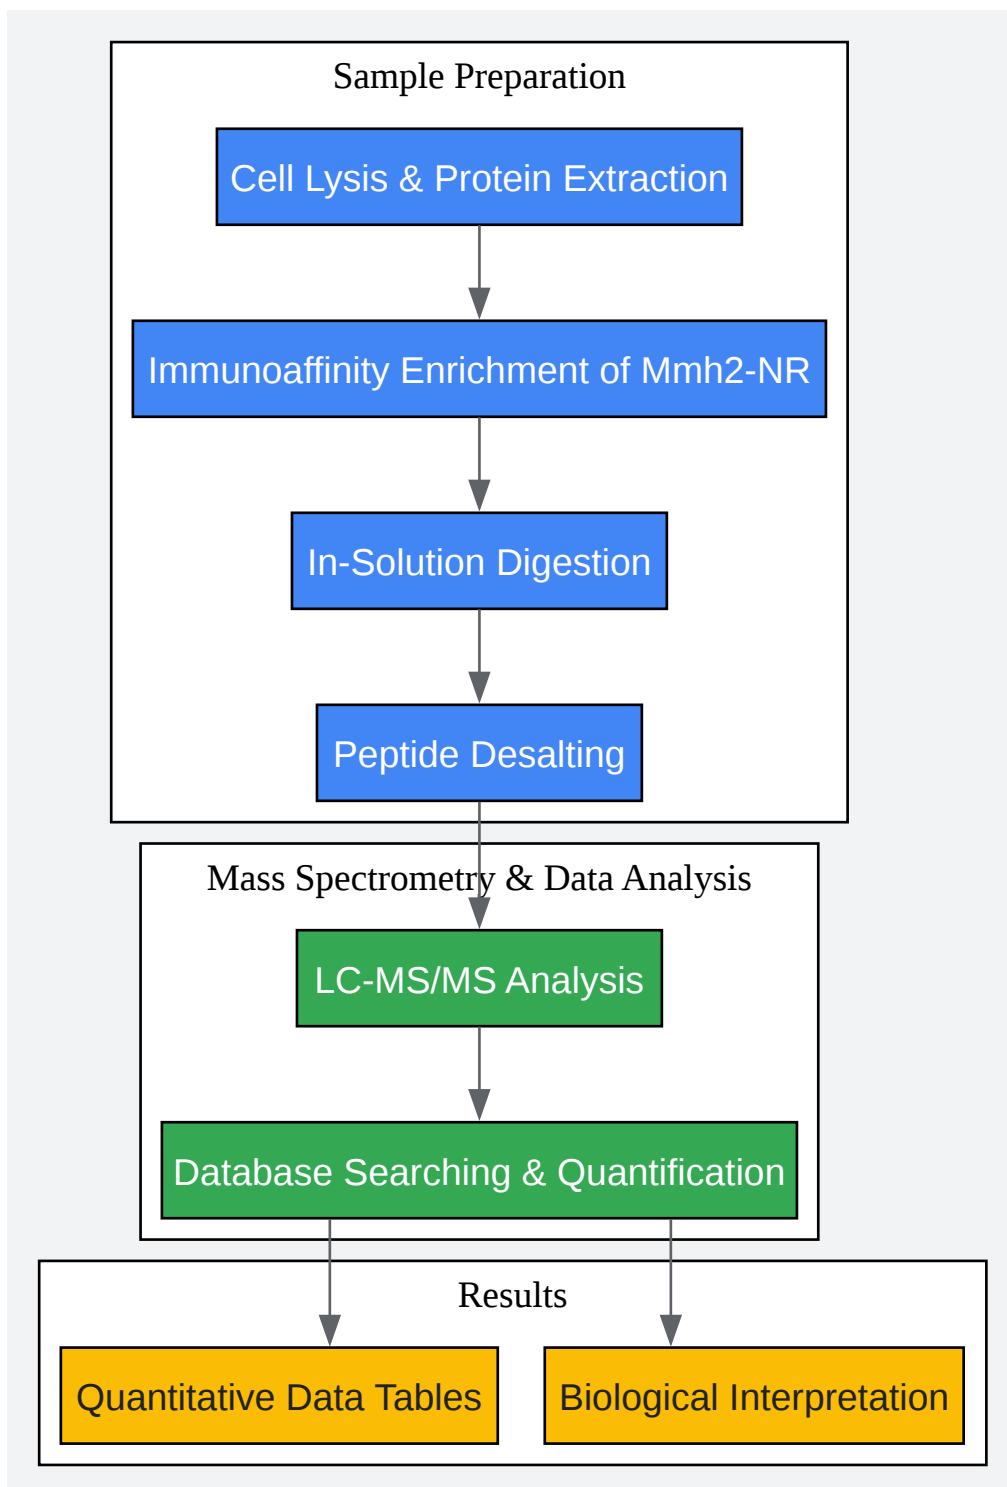 Sample Preparation
Cell Lysis & Protein Extraction
Immunoaffinity Enrichment of Mmh2-NR
In-Solution Digestion
Peptide Desalting
Mass Spectrometry & Data Analysis
LC-MS/MS Analysis
Database Searching & Quantification
Results
Quantitative Data Tables
Biological Interpretation